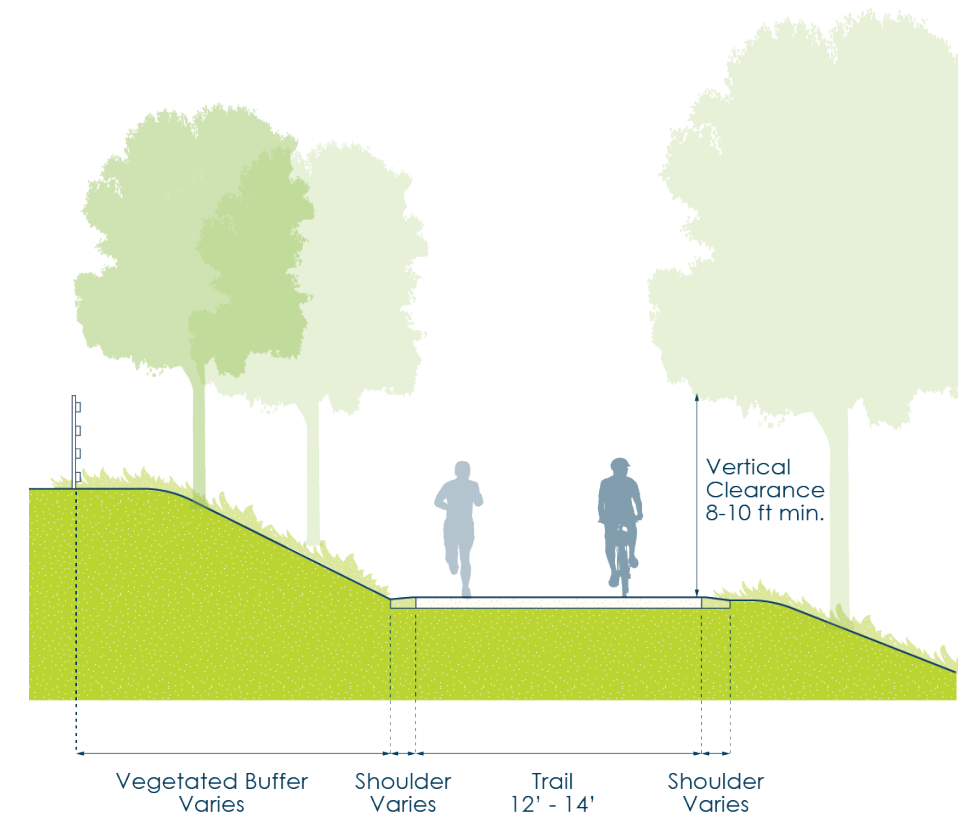 Vertical
Clearance
8-10 ft min.
Vegetated Buffer
Varies
Shoulder
Varies
Trail
12’ - 14’
Shoulder
Varies